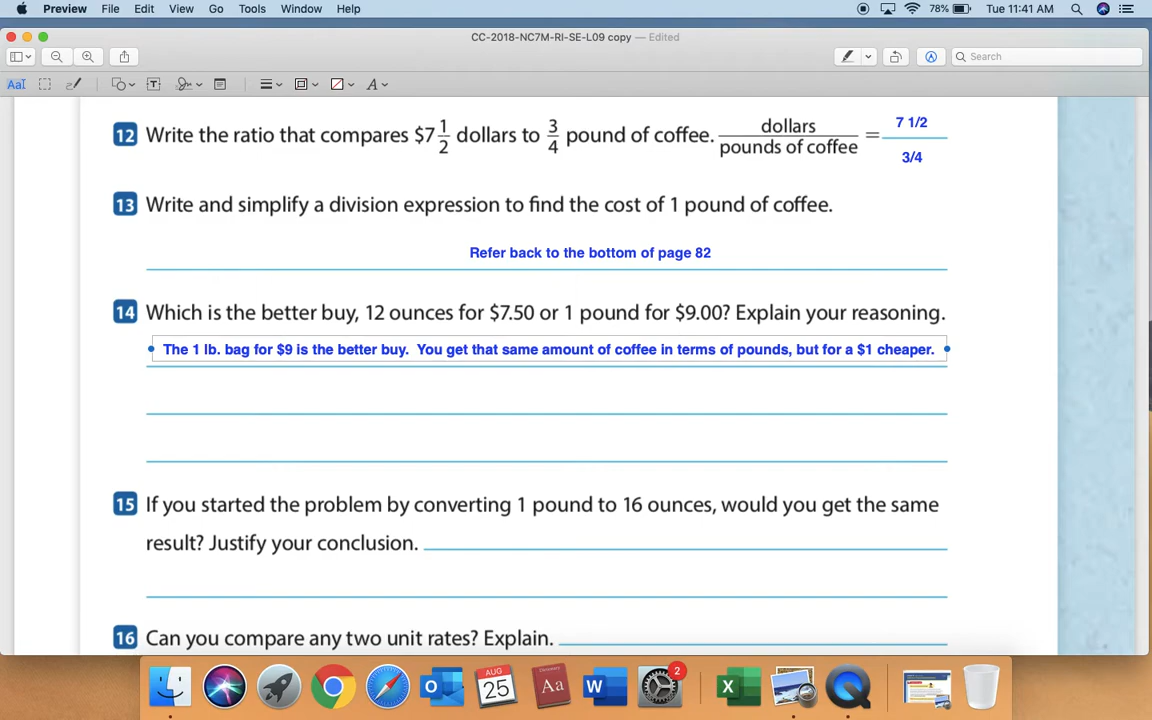 Preview File Edit View Go Tools Window Help 78% Tue 11:41 AM
CC-2018-NC7M-RI-SE-L09 copy — Edited
Search
AaI T A
12 Write the ratio that compares $7 1/2 dollars to 3/4 pound of coffee. dollars/pounds of coffee = 7 1/2
3/4
13 Write and simplify a division expression to find the cost of 1 pound of coffee.
Refer back to the bottom of page 82
14 Which is the better buy, 12 ounces for $7.50 or 1 pound for $9.00? Explain your reasoning.
The 1 lb. bag for $9 is the better buy. You get that same amount of coffee in terms of pounds, but for a $1 cheaper.
15 If you started the problem by converting 1 pound to 16 ounces, would you get the same
result? Justify your conclusion.
16 Can you compare any two unit rates? Explain.
AUG
25
Aa
W
2
X
O